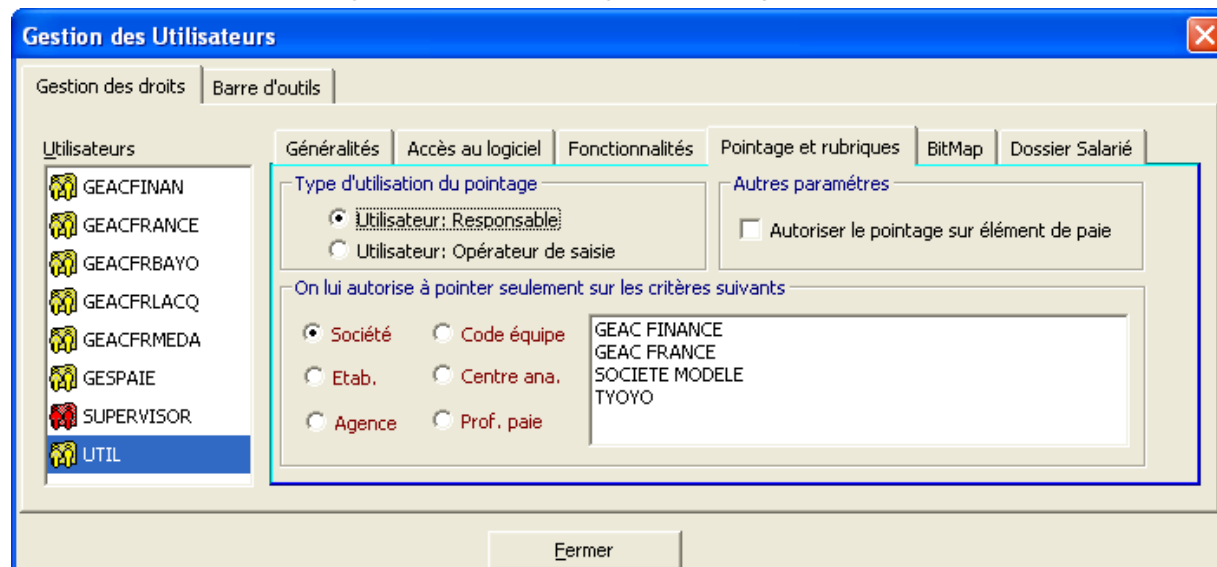 Gestion des Utilisateurs
Gestion des droits Barre d'outils
Utilisateurs
GEACFINAN
GEACFRANCE
GEACFRBAYO
GEACFRLACQ
GEACFRMEDA
GESPAIE
SUPERVISOR
UTIL
Généralités Accès au logiciel Fonctionnalités Pointage et rubriques BitMap Dossier Salarié
Type d'utilisation du pointage
Utilisateur: Responsable
Utilisateur: Opérateur de saisie
Autres paramétres
Autoriser le pointage sur élément de paie
On lui autorise à pointer seulement sur les critères suivants
Société Code équipe
Etab. Centre ana.
Agence Prof. paie
GEAC FINANCE
GEAC FRANCE
SOCIETE MODELE
TYOYO
Fermer